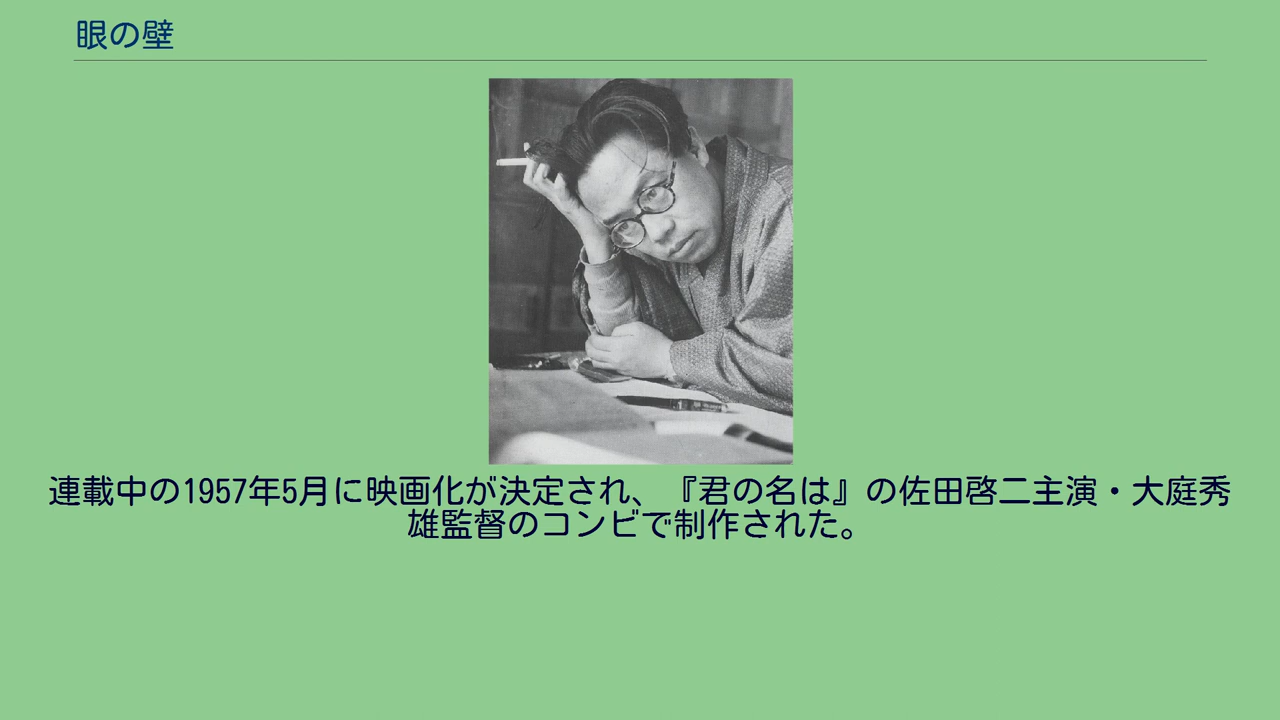 眼の壁
連載中の1957年5月に映画化が決定され、『君の名は』の佐田啓二主演・大庭秀
雄監督のコンビで制作された。